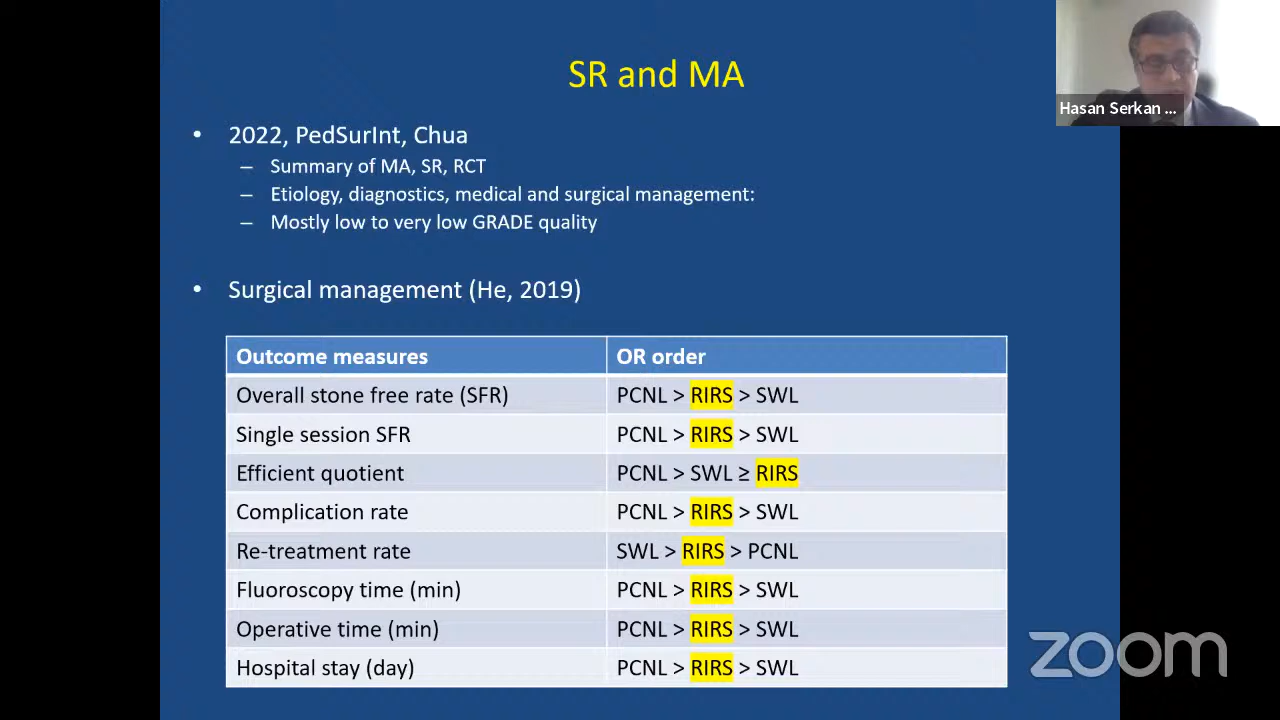 SR and MA
Hasan Serkan ...
• 2022, PedSurInt, Chua
– Summary of MA, SR, RCT
– Etiology, diagnostics, medical and surgical management:
– Mostly low to very low GRADE quality
• Surgical management (He, 2019)
Outcome measures OR order
Overall stone free rate (SFR) PCNL > RIRS > SWL
Single session SFR PCNL > RIRS > SWL
Efficient quotient PCNL > SWL ≥ RIRS
Complication rate PCNL > RIRS > SWL
Re-treatment rate SWL > RIRS > PCNL
Fluoroscopy time (min) PCNL > RIRS > SWL
Operative time (min) PCNL > RIRS > SWL
Hospital stay (day) PCNL > RIRS > SWL
zoom